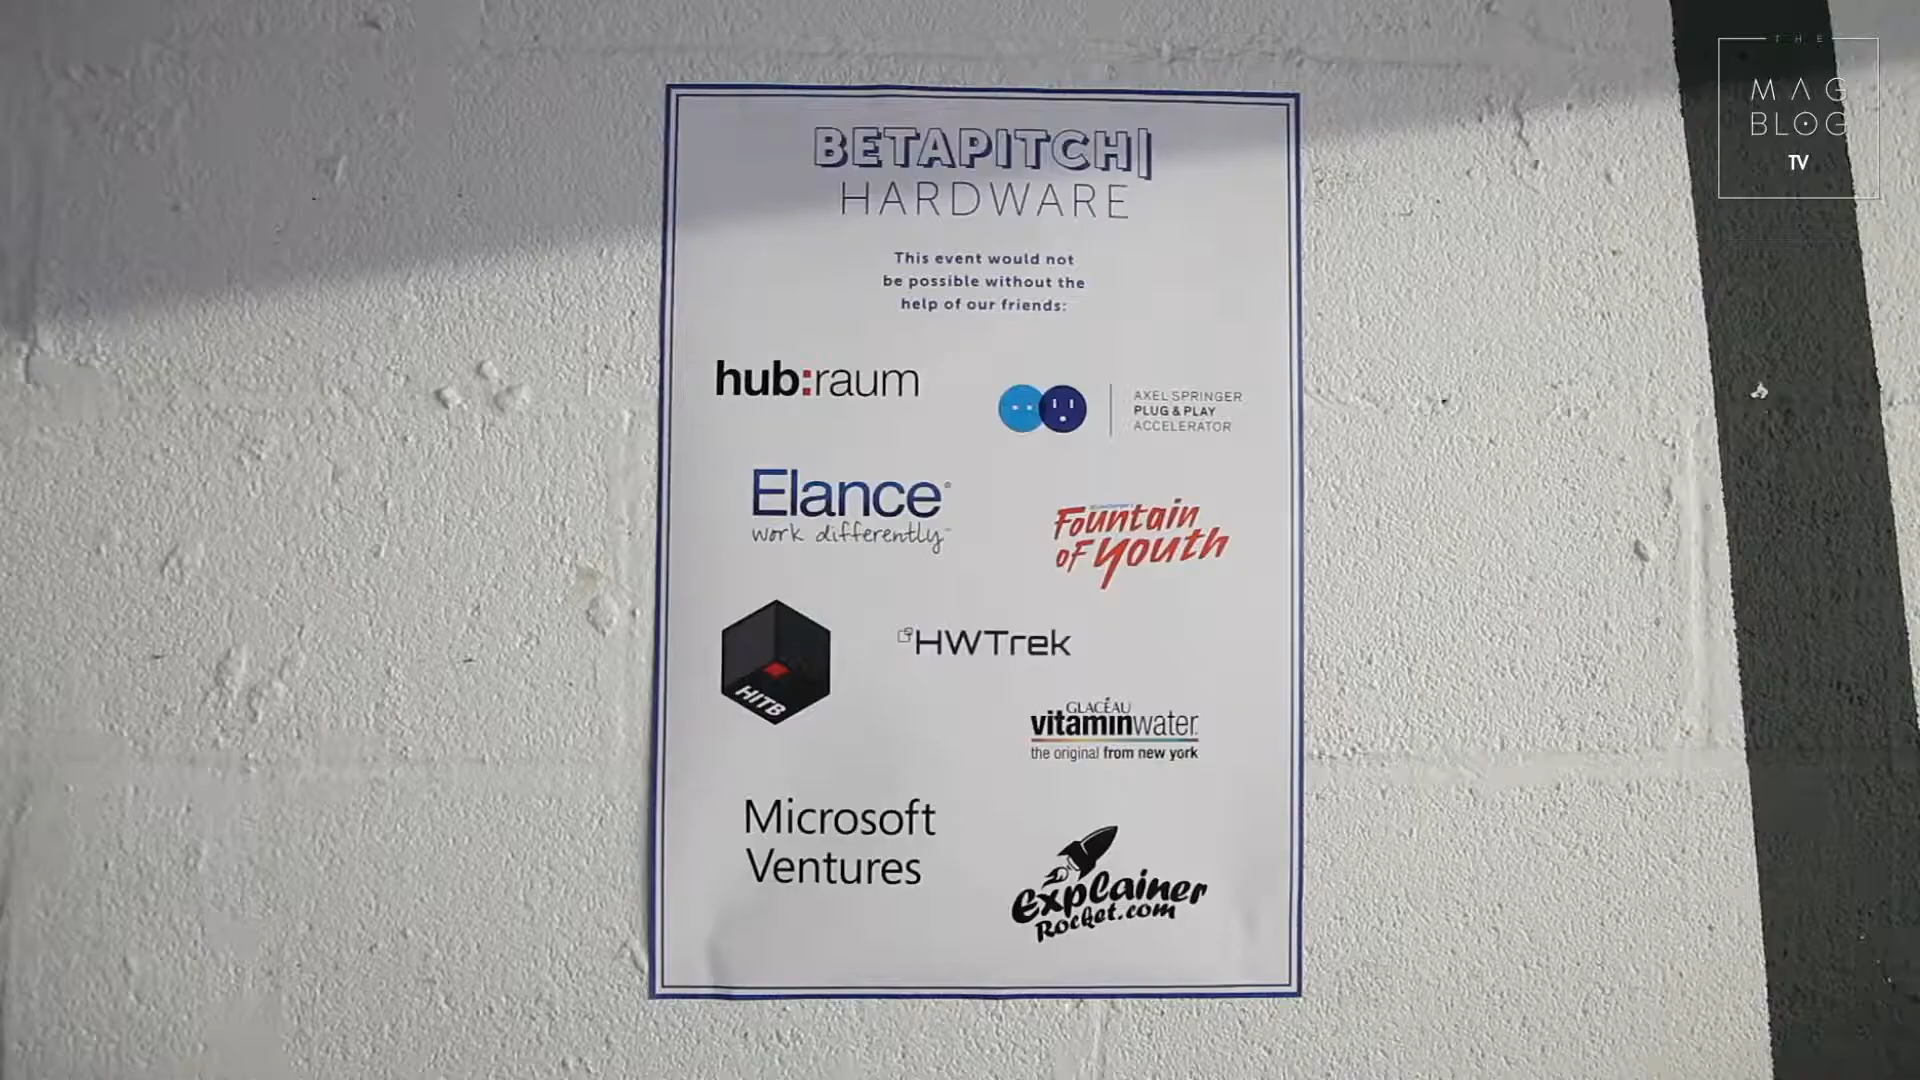 THE
MAG
BLOG
TV
BETAPITCH|
HARDWARE
This event would not
be possible without the
help of our friends:
hub:raum
AXEL SPRINGER
PLUG & PLAY
ACCELERATOR
Elance
work differently
Fountain
of Youth
HITB
HWTrek
GLACÉAU
vitaminwater
the original from new york
Microsoft
Ventures
Explainer
Rocket.com